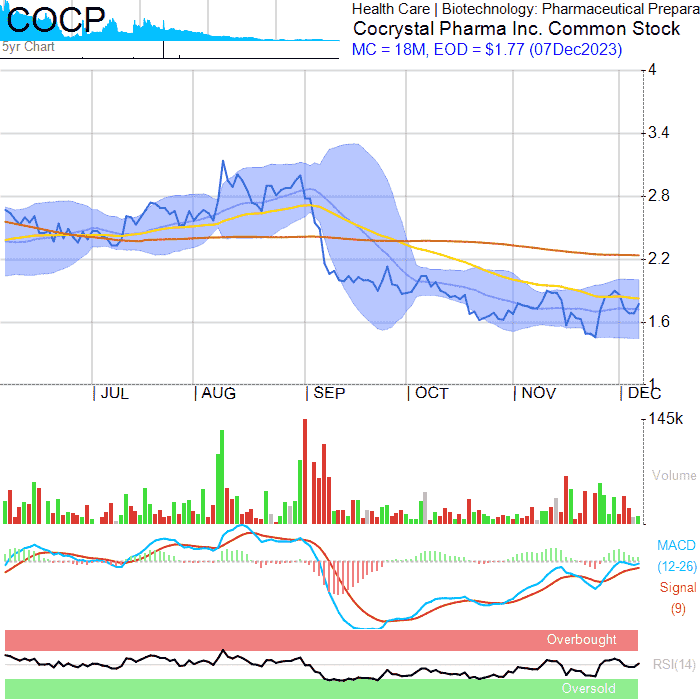 COCP
5yr Chart
Health Care | Biotechnology: Pharmaceutical Prepara
Cocrystal Pharma Inc. Common Stock
MC = 18M, EOD = $1.77 (07Dec2023)
4
3.4
2.8
2.2
1.6
1
JUL
AUG
SEP
OCT
NOV
DEC
145k
Volume
MACD
(12-26)
Signal
(9)
Overbought
RSI(14)
Oversold